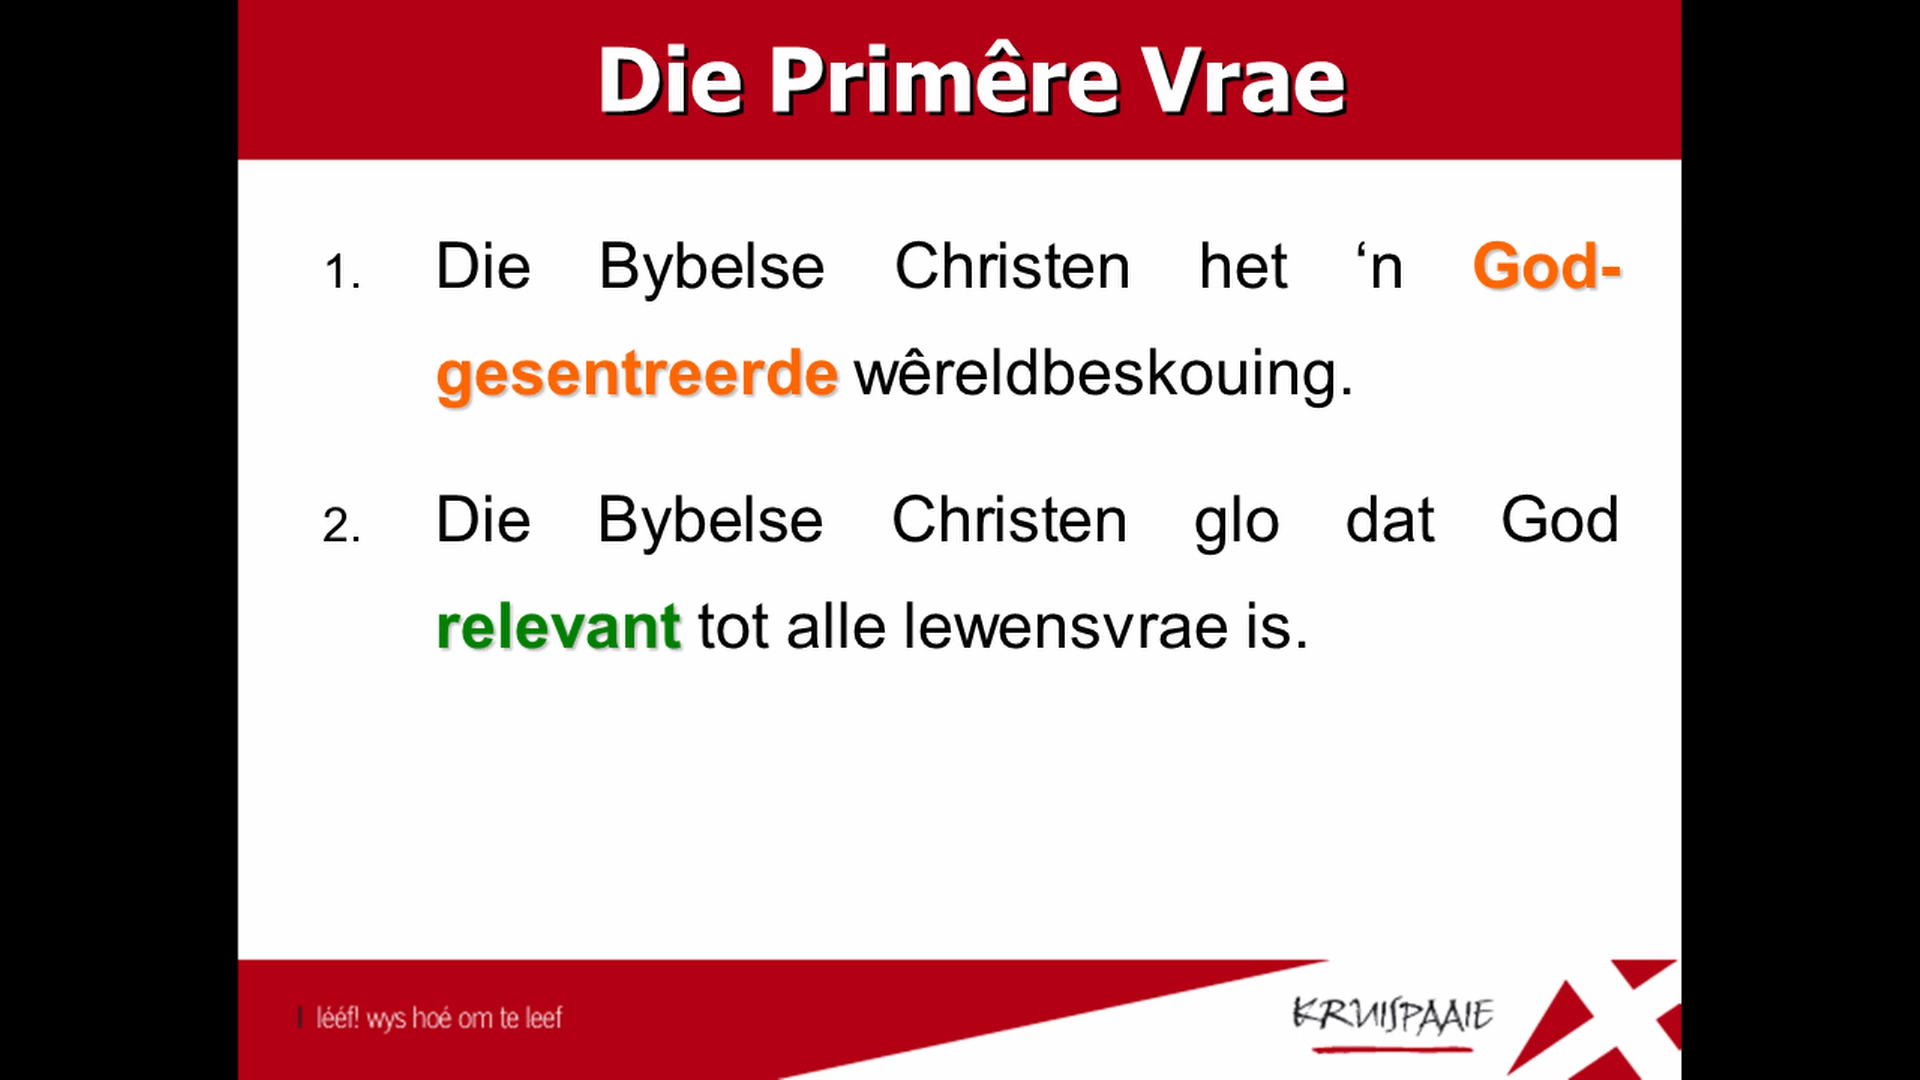 Die Primêre Vrae
1. Die Bybelse Christen het ‘n God-
gesentreerde wêreldbeskouing.
2. Die Bybelse Christen glo dat God
relevant tot alle lewensvrae is.
| lééf! wys hoé om te leef
KRUISPAAIE